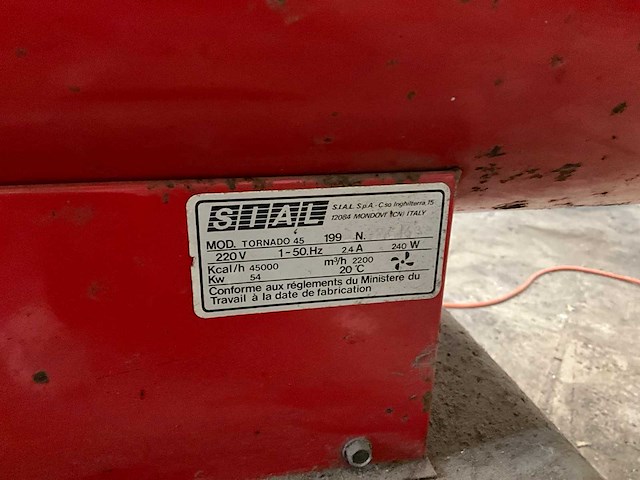 SIAL S.I.A.L. S.p.A. - C.so Inghilterra 15
12084 MONDOVI (CN) ITALY
MOD. TORNADO 45 199 N.
220 V 1~50.Hz 2.4 A 240 W
Kcal/h 45000 m³/h 2200
Kw 54 20°C
Conforme aux réglements du Ministere du
Travail à la date de fabrication